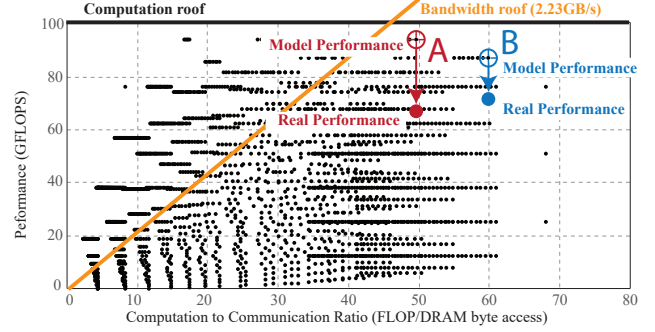 Computation roof
Bandwidth roof (2.23GB/s)
Peformance (GFLOPS)
100
80
60
40
20
0
Model Performance
A
B
Model Performance
Real Performance
Real Performance
0 10 20 30 40 50 60 70 80
Computation to Communication Ratio (FLOP/DRAM byte access)